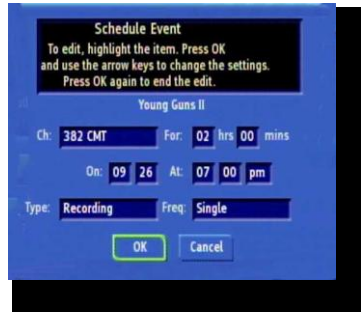 Schedule Event
To edit, highlight the item. Press OK
and use the arrow keys to change the settings.
Press OK again to end the edit.
Young Guns II
Ch: 382 CMT For: 02 hrs 00 mins
On: 09 26 At: 07 00 pm
Type: Recording Freq: Single
OK Cancel